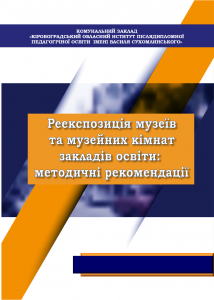 КОМУНАЛЬНИЙ ЗАКЛАД
«КІРОВОГРАДСЬКИЙ ОБЛАСНИЙ ІНСТИТУТ ПІСЛЯДИПЛОМНОЇ
ПЕДАГОГІЧНОЇ ОСВІТИ ІМЕНІ ВАСИЛЯ СУХОМЛИНСЬКОГО»
Реекспозиція музеїв
та музейних кімнат
закладів освіти:
методичні рекомендації